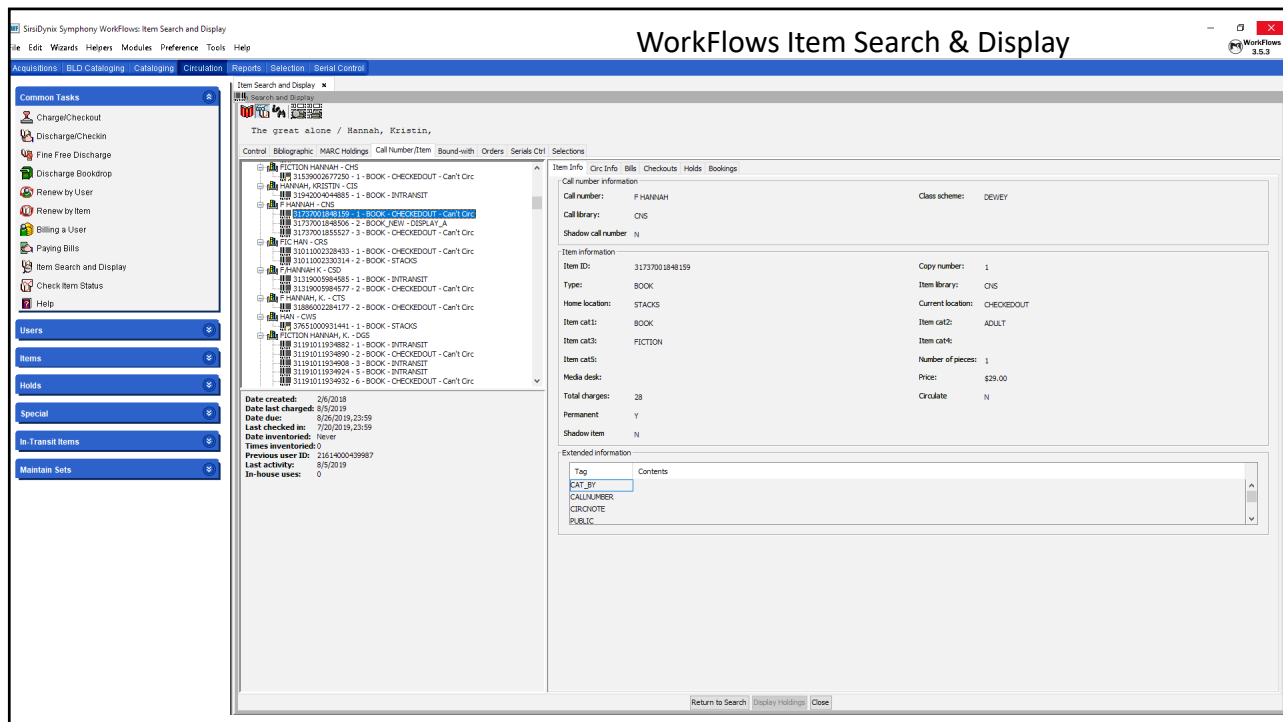 SirsiDynix Symphony WorkFlows: Item Search and Display
WorkFlows Item Search & Display
File Edit Wizards Helpers Modules Preference Tools Help
WorkFlows
3.5.3
Acquisitions BLD Cataloging Cataloging Circulation Reports Selection Serial Control
Common Tasks
Charge/Checkout
Discharge/Checkin
Fine Free Discharge
Discharge Bookdrop
Renew by User
Renew by Item
Billing a User
Paying Bills
Item Search and Display
Check Item Status
Help
Users
Items
Holds
Special
In-Transit Items
Maintain Sets
Item Search and Display
Search and Display
The great alone / Hannah, Kristin,
Control Bibliographic MARC Holdings Call Number/Item Bound-with Orders Serials Ctrl Selections
FICTION HANNAH - CHS
31539002677250 - 1 - BOOK - CHECKEDOUT - Can't Circ
HANNAH, KRISTIN - CIS
31942004044885 - 1 - BOOK - INTRANSIT
F HANNAH - CNS
31737001848159 - 1 - BOOK - CHECKEDOUT - Can't Circ
31737001848506 - 2 - BOOK_NEW - DISPLAY_A
31737001855527 - 3 - BOOK - CHECKEDOUT - Can't Circ
FIC HAN - CRS
31011002328433 - 1 - BOOK - CHECKEDOUT - Can't Circ
31011002330314 - 2 - BOOK - STACKS
F/HANNAH K - CSD
31319005984585 - 1 - BOOK - INTRANSIT
31319005984577 - 2 - BOOK - CHECKEDOUT - Can't Circ
F HANNAH, K. - CTS
31886002284177 - 2 - BOOK - CHECKEDOUT - Can't Circ
HAN - CWS
37651000931441 - 1 - BOOK - STACKS
FICTION HANNAH, K. - DGS
31191011934882 - 1 - BOOK - INTRANSIT
31191011934890 - 2 - BOOK - CHECKEDOUT - Can't Circ
31191011934908 - 3 - BOOK - INTRANSIT
31191011934924 - 5 - BOOK - INTRANSIT
31191011934932 - 6 - BOOK - CHECKEDOUT - Can't Circ
Date created: 2/6/2018
Date last charged: 8/5/2019
Date due: 8/26/2019,23:59
Last checked in: 7/20/2019,23:59
Date inventoried: Never
Times inventoried: 0
Previous user ID: 21614000439987
Last activity: 8/5/2019
In-house uses: 0
Item Info Circ Info Bills Checkouts Holds Bookings
Call number information
Call number: F HANNAH Class scheme: DEWEY
Call library: CNS
Shadow call number N
Item information
Item ID: 31737001848159 Copy number: 1
Type: BOOK Item library: CNS
Home location: STACKS Current location: CHECKEDOUT
Item cat1: BOOK Item cat2: ADULT
Item cat3: FICTION Item cat4:
Item cat5: Number of pieces: 1
Media desk: Price: $29.00
Total charges: 28 Circulate N
Permanent Y
Shadow item N
Extended information
Tag Contents
CAT_BY
CALLNUMBER
CIRCNOTE
PUBLIC
Return to Search Display Holdings Close